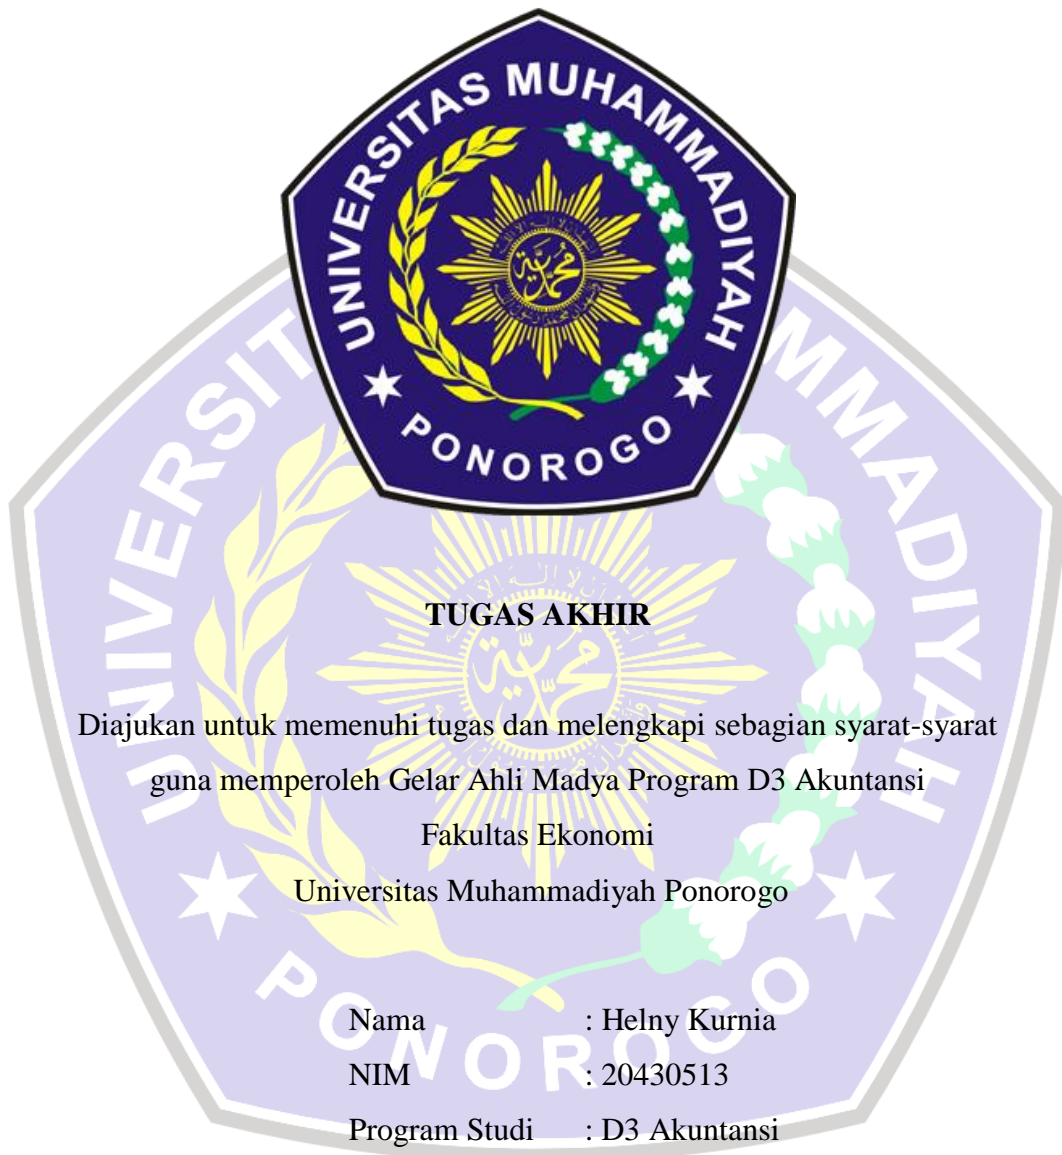 UNIVERSITAS MUHAMMADIYAH
محمد
PONOROGO
TUGAS AKHIR
Diajukan untuk memenuhi tugas dan melengkapi sebagian syarat-syarat
guna memperoleh Gelar Ahli Madya Program D3 Akuntansi
Fakultas Ekonomi
Universitas Muhammadiyah Ponorogo
Nama : Helny Kurnia
NIM : 20430513
Program Studi : D3 Akuntansi